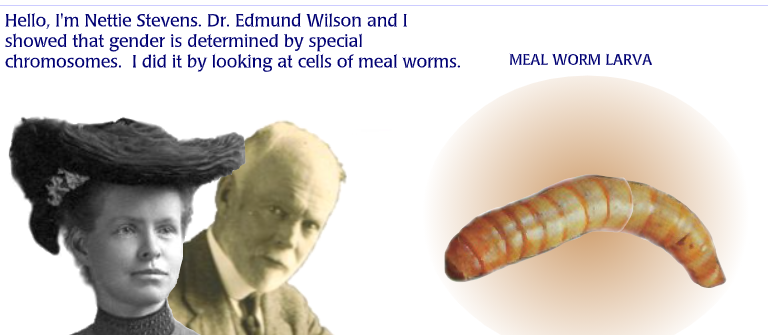 Hello, I'm Nettie Stevens. Dr. Edmund Wilson and I
showed that gender is determined by special
chromosomes. I did it by looking at cells of meal worms.
MEAL WORM LARVA